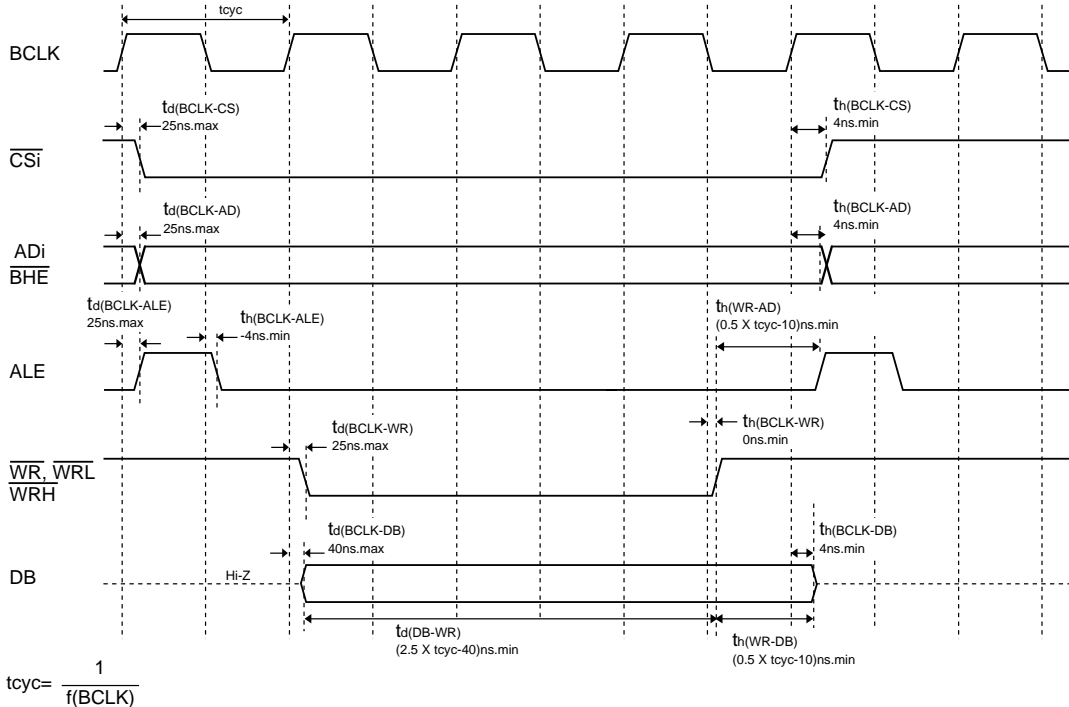 tcyc
BCLK
td(BCLK-CS)
25ns.max
th(BCLK-CS)
4ns.min
CSi
td(BCLK-AD)
25ns.max
th(BCLK-AD)
4ns.min
ADi
BHE
td(BCLK-ALE)
25ns.max
th(BCLK-ALE)
-4ns.min
th(WR-AD)
(0.5 X tcyc-10)ns.min
ALE
td(BCLK-WR)
25ns.max
th(BCLK-WR)
0ns.min
WR, WRL
WRH
td(BCLK-DB)
40ns.max
th(BCLK-DB)
4ns.min
DB
Hi-Z
td(DB-WR)
(2.5 X tcyc-40)ns.min
th(WR-DB)
(0.5 X tcyc-10)ns.min
tcyc= 1
f(BCLK)